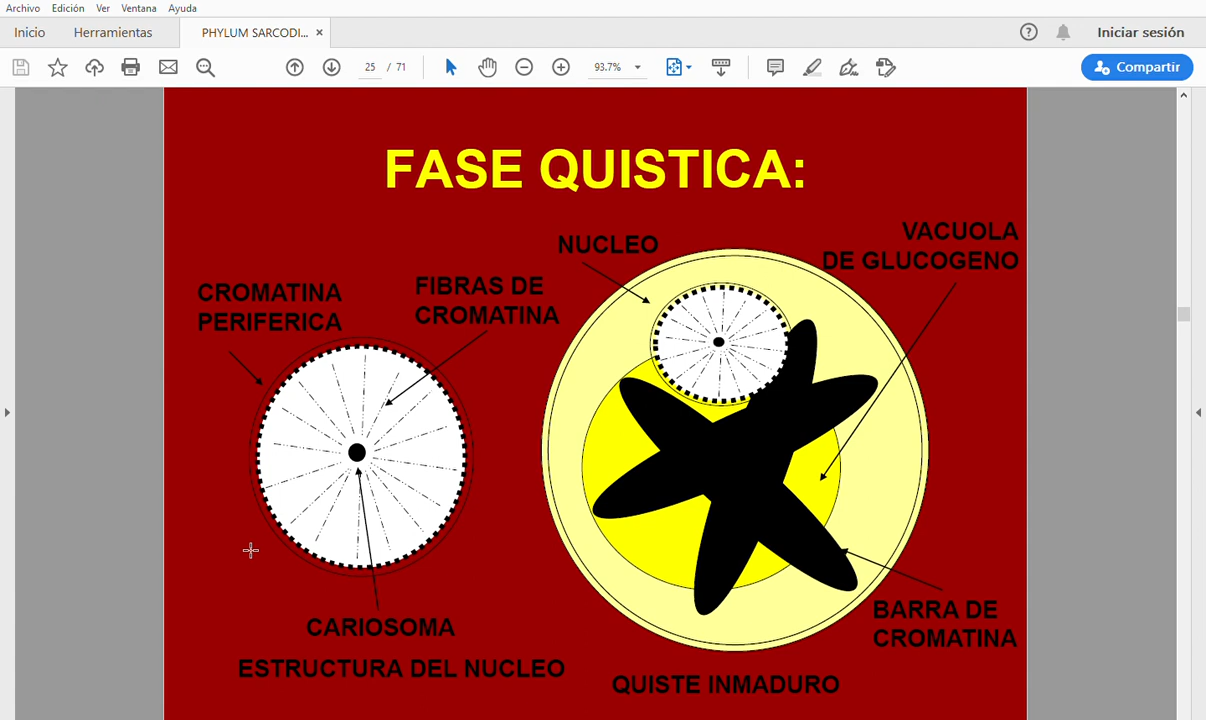 Archivo Edición Ver Ventana Ayuda
Inicio Herramientas PHYLUM SARCODI... ×
? Iniciar sesión
25 / 71 93.7% Compartir
FASE QUISTICA:
NUCLEO
VACUOLA
DE GLUCOGENO
CROMATINA
PERIFERICA
FIBRAS DE
CROMATINA
CARIOSOMA
BARRA DE
CROMATINA
ESTRUCTURA DEL NUCLEO
QUISTE INMADURO